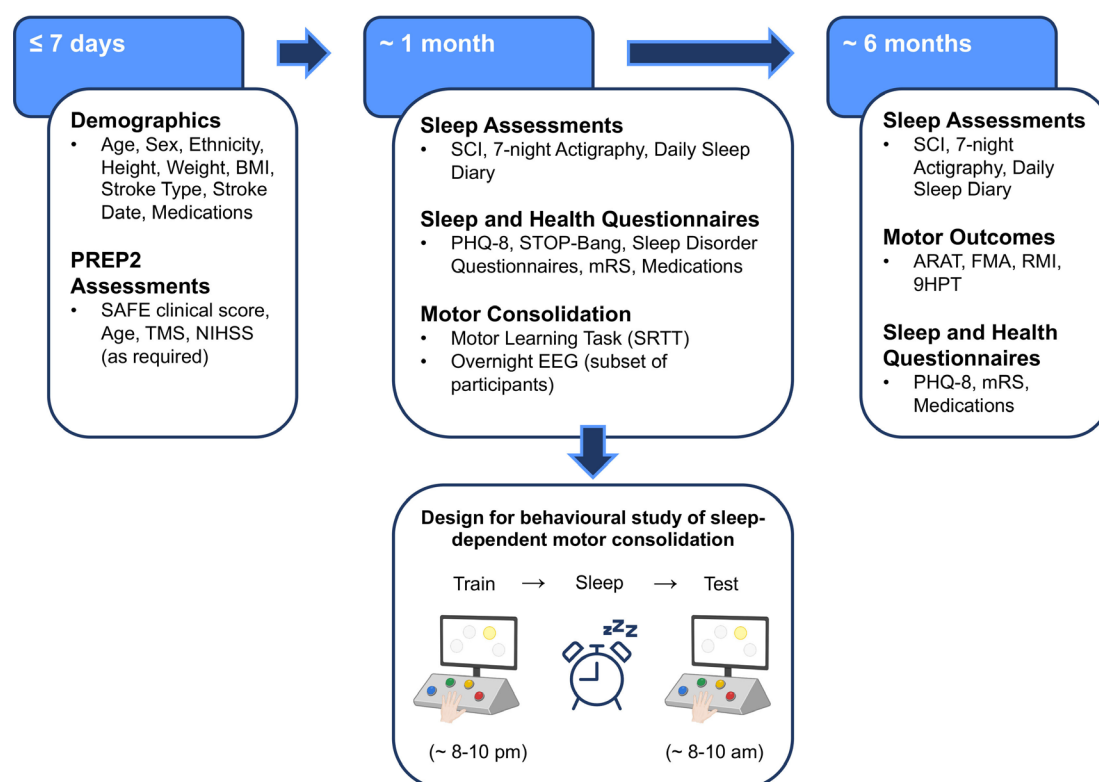 ≤ 7 days
Demographics
• Age, Sex, Ethnicity,
Height, Weight, BMI,
Stroke Type, Stroke
Date, Medications
PREP2
Assessments
• SAFE clinical score,
Age, TMS, NIHSS
(as required)
~ 1 month
Sleep Assessments
• SCI, 7-night Actigraphy, Daily Sleep
Diary
Sleep and Health Questionnaires
• PHQ-8, STOP-Bang, Sleep Disorder
Questionnaires, mRS, Medications
Motor Consolidation
• Motor Learning Task (SRTT)
• Overnight EEG (subset of
participants)
~ 6 months
Sleep Assessments
• SCI, 7-night
Actigraphy, Daily
Sleep Diary
Motor Outcomes
• ARAT, FMA, RMI,
9HPT
Sleep and Health
Questionnaires
• PHQ-8, mRS,
Medications
Design for behavioural study of sleep-
dependent motor consolidation
Train → Sleep → Test
zZZZ
(~ 8-10 pm) (~ 8-10 am)